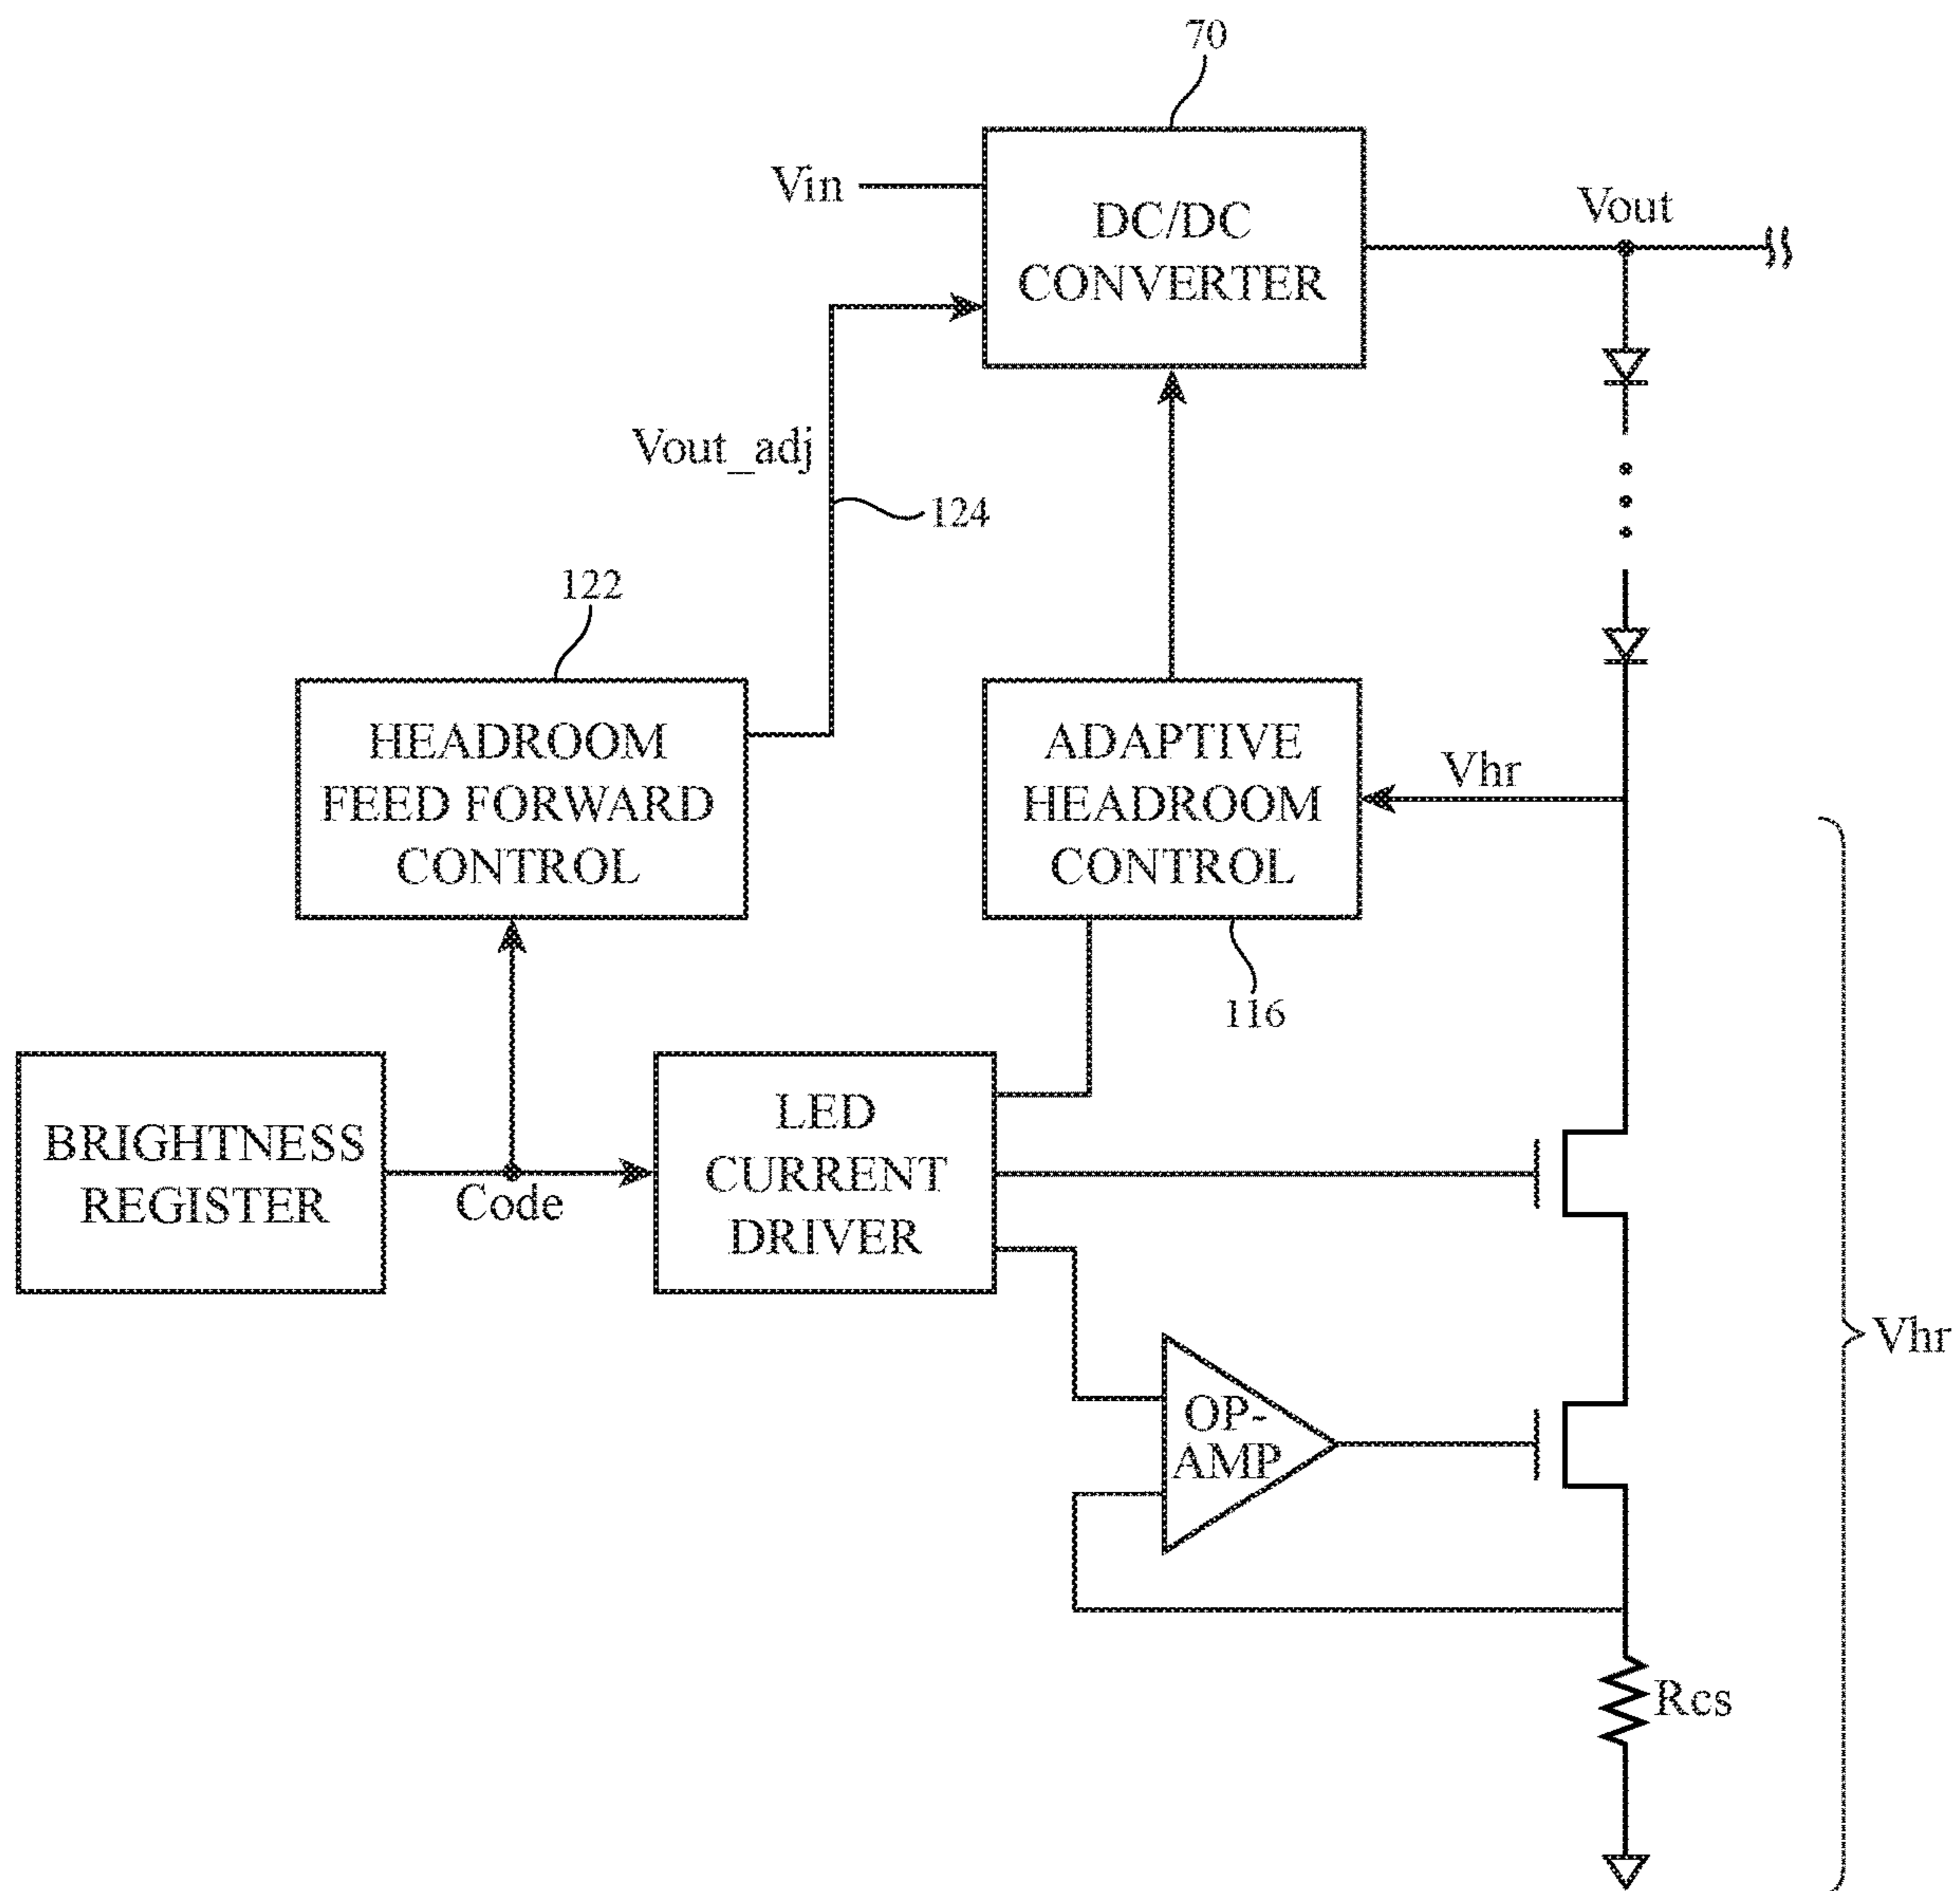 70
Vin
DC/DC
CONVERTER
Vout
Vout_adj
124
122
HEADROOM
FEED FORWARD
CONTROL
ADAPTIVE
HEADROOM
CONTROL
Vhr
116
BRIGHTNESS
REGISTER
Code
LED
CURRENT
DRIVER
OP-
AMP
Vhr
Rcs